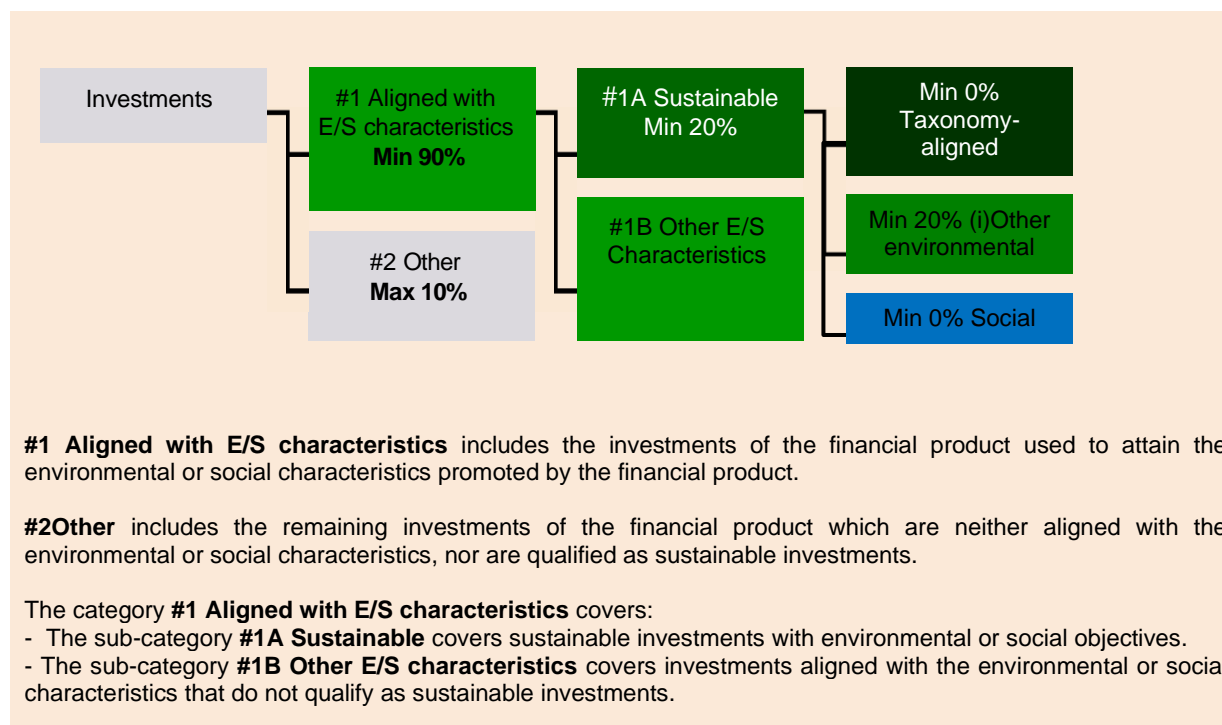 Investments
#1 Aligned with
E/S characteristics
Min 90%
#2 Other
Max 10%
#1A Sustainable
Min 20%
#1B Other E/S
Characteristics
Min 0%
Taxonomy-
aligned
Min 20% (i)Other
environmental
Min 0% Social
#1 Aligned with E/S characteristics includes the investments of the financial product used to attain the
environmental or social characteristics promoted by the financial product.
#2Other includes the remaining investments of the financial product which are neither aligned with the
environmental or social characteristics, nor are qualified as sustainable investments.
The category #1 Aligned with E/S characteristics covers:
- The sub-category #1A Sustainable covers sustainable investments with environmental or social objectives.
- The sub-category #1B Other E/S characteristics covers investments aligned with the environmental or social
characteristics that do not qualify as sustainable investments.